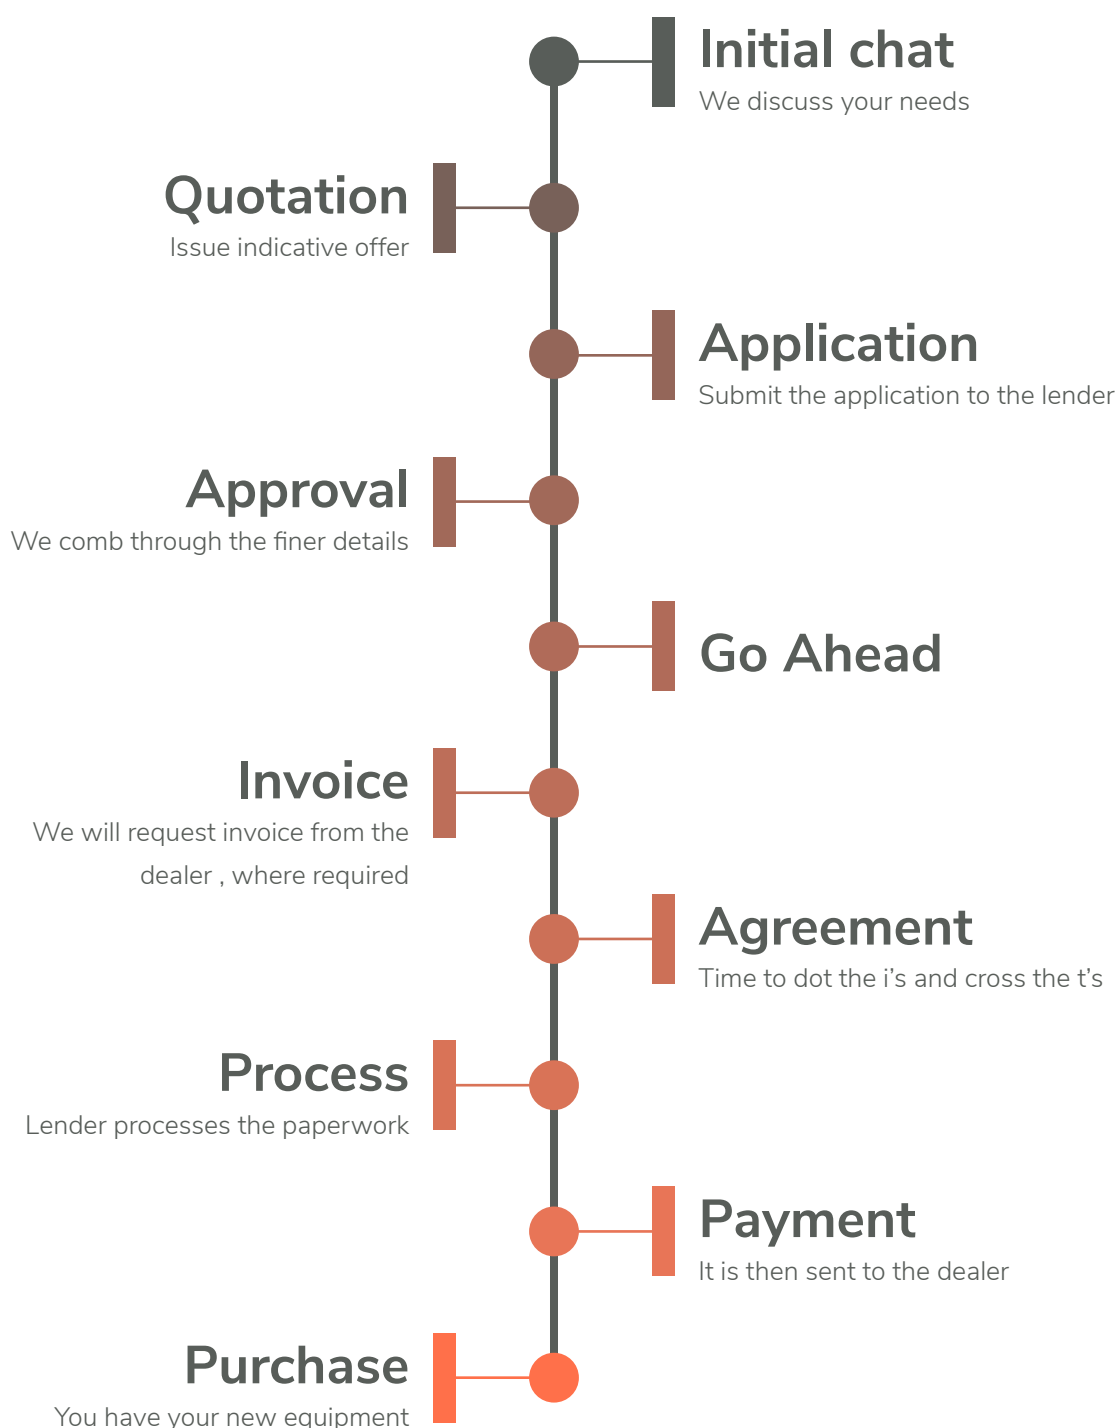 Initial chat
We discuss your needs
Quotation
Issue indicative offer
Application
Submit the application to the lender
Approval
We comb through the finer details
Go Ahead
Invoice
We will request invoice from the
dealer , where required
Agreement
Time to dot the i’s and cross the t’s
Process
Lender processes the paperwork
Payment
It is then sent to the dealer
Purchase
You have your new equipment